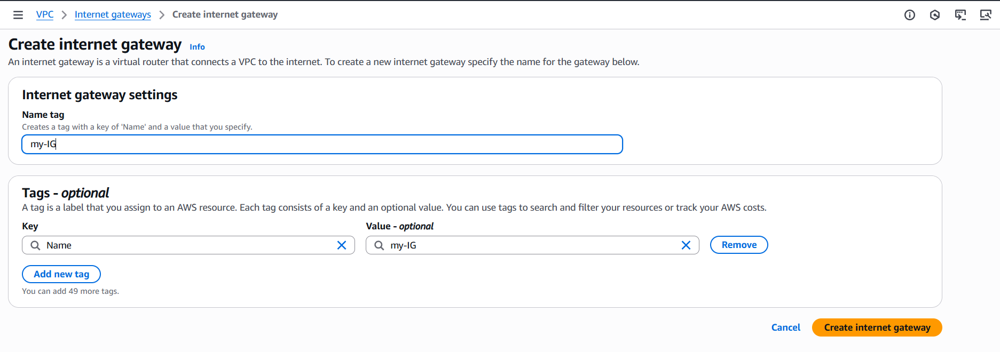 VPC > Internet gateways > Create internet gateway
Create internet gateway Info
An internet gateway is a virtual router that connects a VPC to the internet. To create a new internet gateway specify the name for the gateway below.
Internet gateway settings
Name tag
Creates a tag with a key of 'Name' and a value that you specify.
my-IG
Tags - optional
A tag is a label that you assign to an AWS resource. Each tag consists of a key and an optional value. You can use tags to search and filter your resources or track your AWS costs.
Key Value - optional
Name my-IG Remove
Add new tag
You can add 49 more tags.
Cancel Create internet gateway